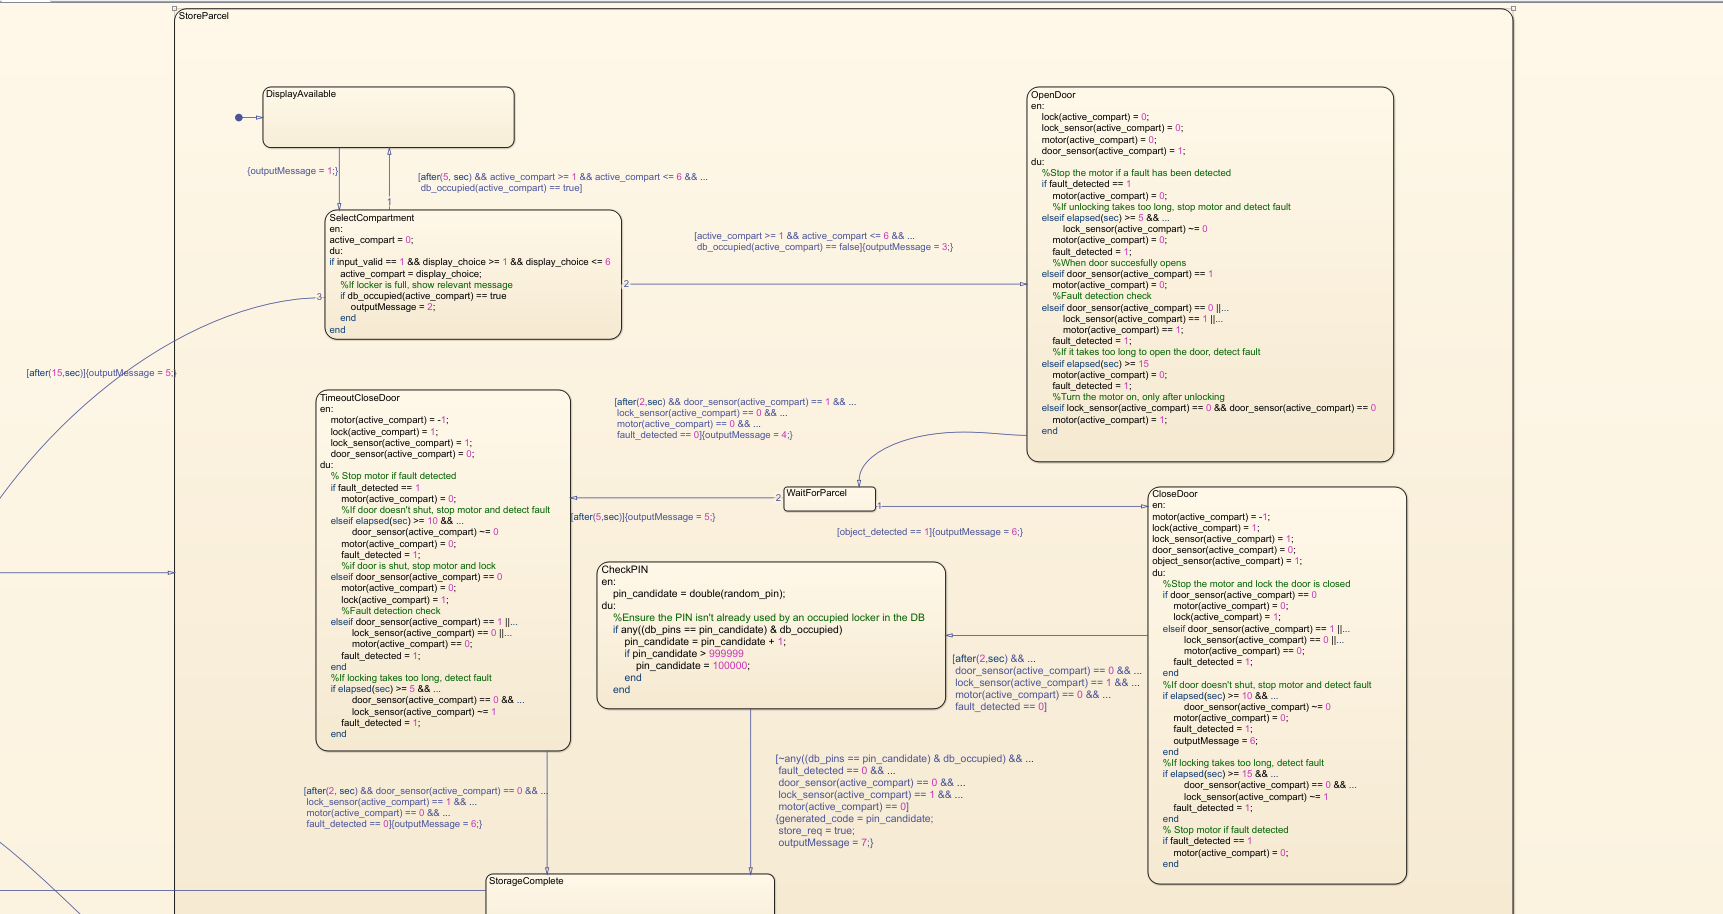 StoreParcel
DisplayAvailable
{outputMessage = 1;}
[after(5, sec) && active_compart >= 1 && active_compart <= 6 && ...
db_occupied(active_compart) == true]
1
SelectCompartment
en:
active_compart = 0;
du:
if input_valid == 1 && display_choice >= 1 && display_choice <= 6
active_compart = display_choice;
%If locker is full, show relevant message
if db_occupied(active_compart) == true
outputMessage = 2;
end
end
3
2
[active_compart >= 1 && active_compart <= 6 && ...
db_occupied(active_compart) == false]{outputMessage = 3;}
[after(15,sec)]{outputMessage = 5;}
OpenDoor
en:
lock(active_compart) = 0;
lock_sensor(active_compart) = 0;
motor(active_compart) = 0;
door_sensor(active_compart) = 1;
du:
%Stop the motor if a fault has been detected
if fault_detected == 1
motor(active_compart) = 0;
%If unlocking takes too long, stop motor and detect fault
elseif elapsed(sec) >= 5 && ...
lock_sensor(active_compart) ~= 0
motor(active_compart) = 0;
fault_detected = 1;
%When door succesfully opens
elseif door_sensor(active_compart) == 1
motor(active_compart) = 0;
%Fault detection check
elseif door_sensor(active_compart) == 0 ||...
lock_sensor(active_compart) == 1 ||...
motor(active_compart) == 1;
fault_detected = 1;
%If it takes too long to open the door, detect fault
elseif elapsed(sec) >= 15
motor(active_compart) = 0;
fault_detected = 1;
%Turn the motor on, only after unlocking
elseif lock_sensor(active_compart) == 0 && door_sensor(active_compart) == 0
motor(active_compart) = 1;
end
TimeoutCloseDoor
en:
motor(active_compart) = -1;
lock(active_compart) = 1;
lock_sensor(active_compart) = 1;
door_sensor(active_compart) = 0;
du:
% Stop motor if fault detected
if fault_detected == 1
motor(active_compart) = 0;
%If door doesn't shut, stop motor and detect fault
elseif elapsed(sec) >= 10 && ...
door_sensor(active_compart) ~= 0
motor(active_compart) = 0;
fault_detected = 1;
%if door is shut, stop motor and lock
elseif door_sensor(active_compart) == 0
motor(active_compart) = 0;
lock(active_compart) = 1;
%Fault detection check
elseif door_sensor(active_compart) == 1 ||...
lock_sensor(active_compart) == 0 ||...
motor(active_compart) == 0;
fault_detected = 1;
end
%If locking takes too long, detect fault
if elapsed(sec) >= 5 && ...
door_sensor(active_compart) == 0 && ...
lock_sensor(active_compart) ~= 1
fault_detected = 1;
end
[after(2,sec) && door_sensor(active_compart) == 1 && ...
lock_sensor(active_compart) == 0 && ...
motor(active_compart) == 0 && ...
fault_detected == 0]{outputMessage = 4;}
WaitForParcel
2
1
[after(5,sec)]{outputMessage = 5;}
[object_detected == 1]{outputMessage = 6;}
CloseDoor
en:
motor(active_compart) = -1;
lock(active_compart) = 1;
lock_sensor(active_compart) = 1;
door_sensor(active_compart) = 0;
object_sensor(active_compart) = 1;
du:
%Stop the motor and lock the door is closed
if door_sensor(active_compart) == 0
motor(active_compart) = 0;
lock(active_compart) = 1;
elseif door_sensor(active_compart) == 1 ||...
lock_sensor(active_compart) == 0 ||...
motor(active_compart) == 0;
fault_detected = 1;
end
%If door doesn't shut, stop motor and detect fault
if elapsed(sec) >= 10 && ...
door_sensor(active_compart) ~= 0
motor(active_compart) = 0;
fault_detected = 1;
outputMessage = 6;
end
%If locking takes too long, detect fault
if elapsed(sec) >= 15 && ...
door_sensor(active_compart) == 0 && ...
lock_sensor(active_compart) ~= 1
fault_detected = 1;
end
% Stop motor if fault detected
if fault_detected == 1
motor(active_compart) = 0;
end
CheckPIN
en:
pin_candidate = double(random_pin);
du:
%Ensure the PIN isn't already used by an occupied locker in the DB
if any((db_pins == pin_candidate) & db_occupied)
pin_candidate = pin_candidate + 1;
if pin_candidate > 999999
pin_candidate = 100000;
end
end
[after(2,sec) && ...
door_sensor(active_compart) == 0 && ...
lock_sensor(active_compart) == 1 && ...
motor(active_compart) == 0 && ...
fault_detected == 0]
[~any((db_pins == pin_candidate) & db_occupied) && ...
fault_detected == 0 && ...
door_sensor(active_compart) == 0 && ...
lock_sensor(active_compart) == 1 && ...
motor(active_compart) == 0]
{generated_code = pin_candidate;
store_req = true;
outputMessage = 7;}
[after(2, sec) && door_sensor(active_compart) == 0 && ...
lock_sensor(active_compart) == 1 && ...
motor(active_compart) == 0 && ...
fault_detected == 0]{outputMessage = 6;}
StorageComplete